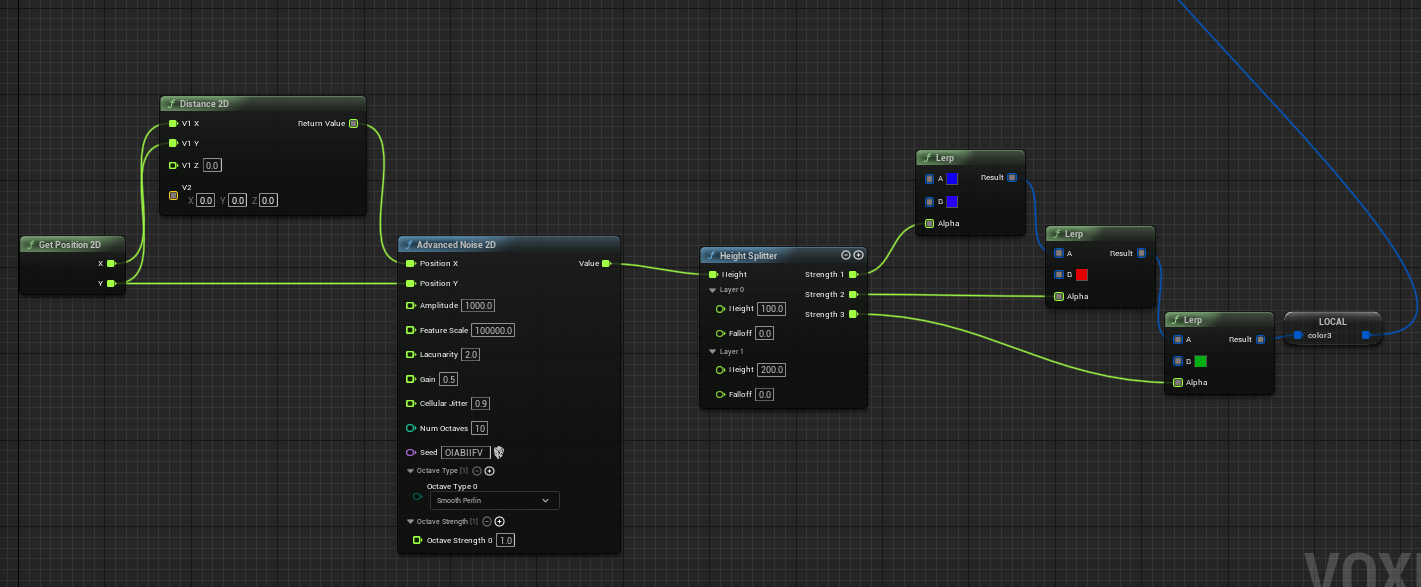 Distance 2D
V1 X
Return Value
V1 Y
V1 Z 0.0
V2
X 0.0 Y 0.0 Z 0.0
Get Position 2D
X
Y
Advanced Noise 2D
Position X
Value
Position Y
Amplitude 1000.0
Feature Scale 100000.0
Lacunarity 2.0
Gain 0.5
Cellular Jitter 0.9
Num Octaves 10
Seed OIABIIFV
Octave Type [1]
Octave Type 0
Smooth Perlin
Octave Strength [1]
Octave Strength 0 1.0
Height Splitter
Height
Strength 1
Layer 0
Strength 2
Height 100.0
Strength 3
Falloff 0.0
Layer 1
Height 200.0
Falloff 0.0
Lerp
A
Result
B
Alpha
Lerp
A
Result
B
Alpha
Lerp
A
Result
B
Alpha
LOCAL
color3